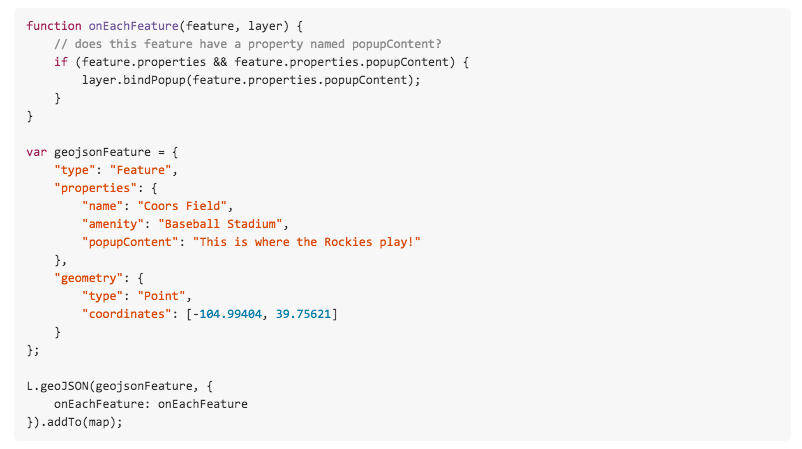 function onEachFeature(feature, layer) {
    // does this feature have a property named popupContent?
    if (feature.properties && feature.properties.popupContent) {
        layer.bindPopup(feature.properties.popupContent);
    }
}

var geojsonFeature = {
    "type": "Feature",
    "properties": {
        "name": "Coors Field",
        "amenity": "Baseball Stadium",
        "popupContent": "This is where the Rockies play!"
    },
    "geometry": {
        "type": "Point",
        "coordinates": [-104.99404, 39.75621]
    }
};

L.geoJSON(geojsonFeature, {
    onEachFeature: onEachFeature
}).addTo(map);